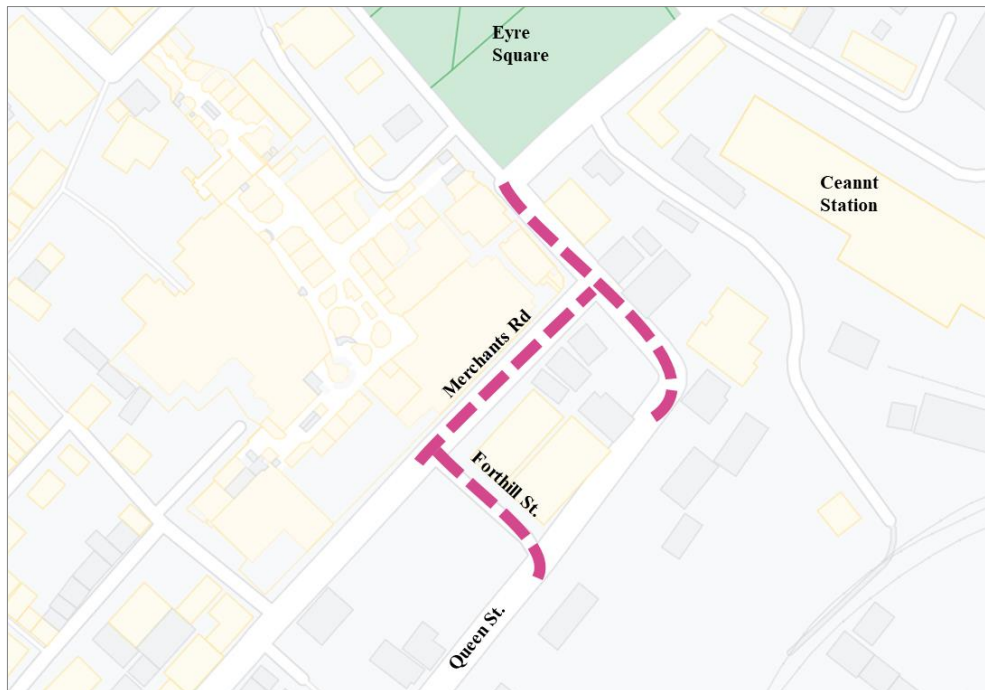 Eyre
Square
Ceannt
Station
Merchants Rd
Forthill St.
Queen St.